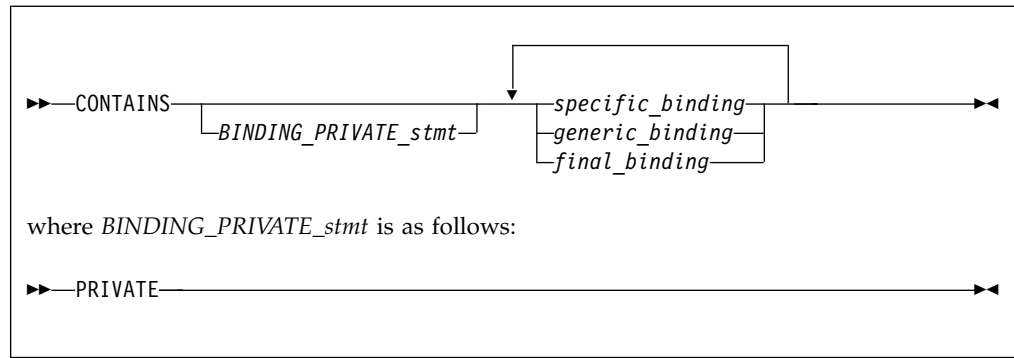 CONTAINS specific_binding
BINDING_PRIVATE_stmt generic_binding
final_binding
where BINDING_PRIVATE_stmt is as follows:
PRIVATE